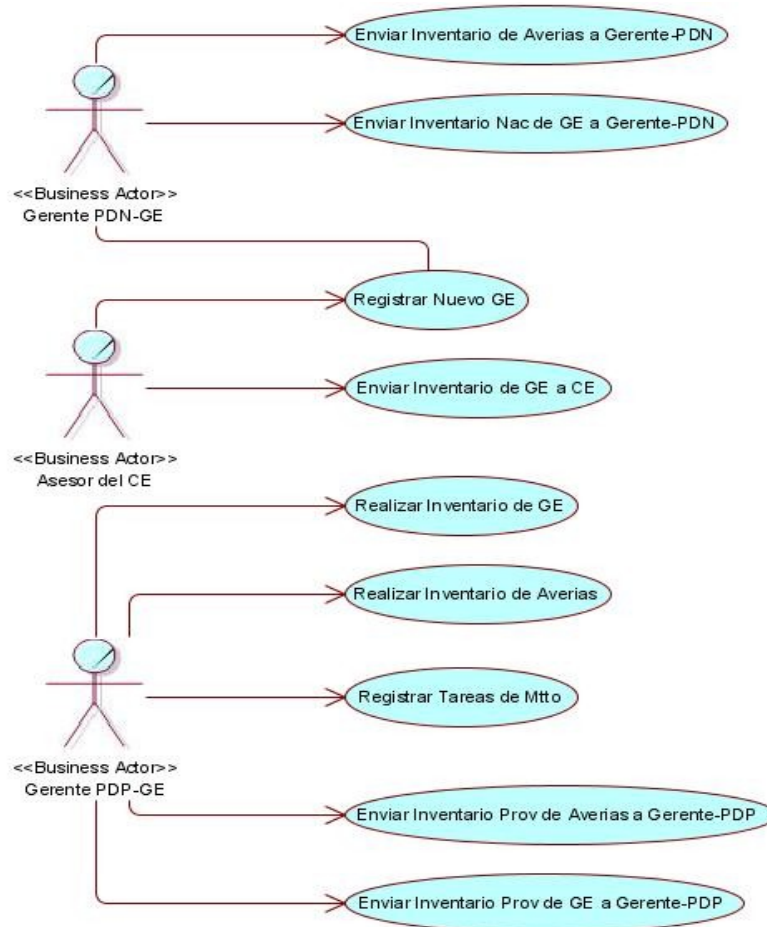 Enviar Inventario de Averias a Gerente-PDN
Enviar Inventario Nac de GE a Gerente-PDN
<<Business Actor>>
Gerente PDN-GE
Registrar Nuevo GE
Enviar Inventario de GE a CE
<<Business Actor>>
Asesor del CE
Realizar Inventario de GE
Realizar Inventario de Averias
Registrar Tareas de Mtto
<<Business Actor>>
Gerente PDP-GE
Enviar Inventario Prov de Averias a Gerente-PDP
Enviar Inventario Prov de GE a Gerente-PDP